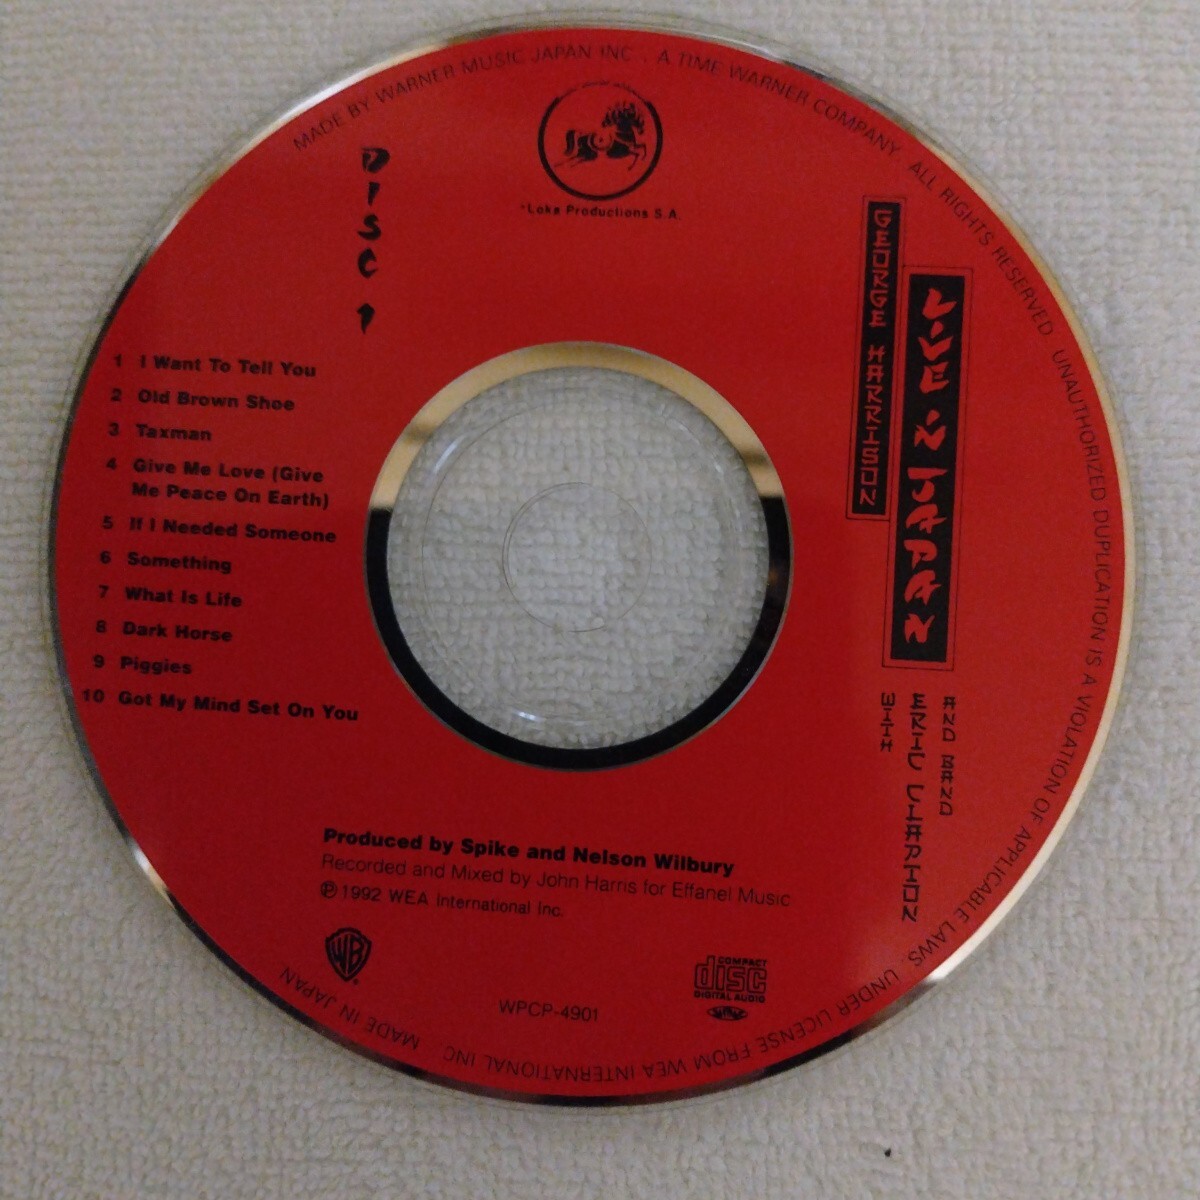 MADE BY WARNER MUSIC JAPAN INC., A TIME WARNER COMPANY. ALL RIGHTS RESERVED. UNAUTHORIZED DUPLICATION IS A VIOLATION OF APPLICABLE LAWS. UNDER LICENSE FROM WEA INTERNATIONAL INC. MADE IN JAPAN
Loka Productions S.A.
DISC 1
GEORGE HARRISON
LIVE IN JAPAN
WITH
ERIC CLAPTON
AND BAND
1 I Want To Tell You
2 Old Brown Shoe
3 Taxman
4 Give Me Love (Give
Me Peace On Earth)
5 If I Needed Someone
6 Something
7 What Is Life
8 Dark Horse
9 Piggies
10 Got My Mind Set On You
Produced by Spike and Nelson Wilbury
Recorded and Mixed by John Harris for Effanel Music
℗ 1992 WEA International Inc.
WB
WPCP-4901
COMPACT
disc
DIGITAL AUDIO